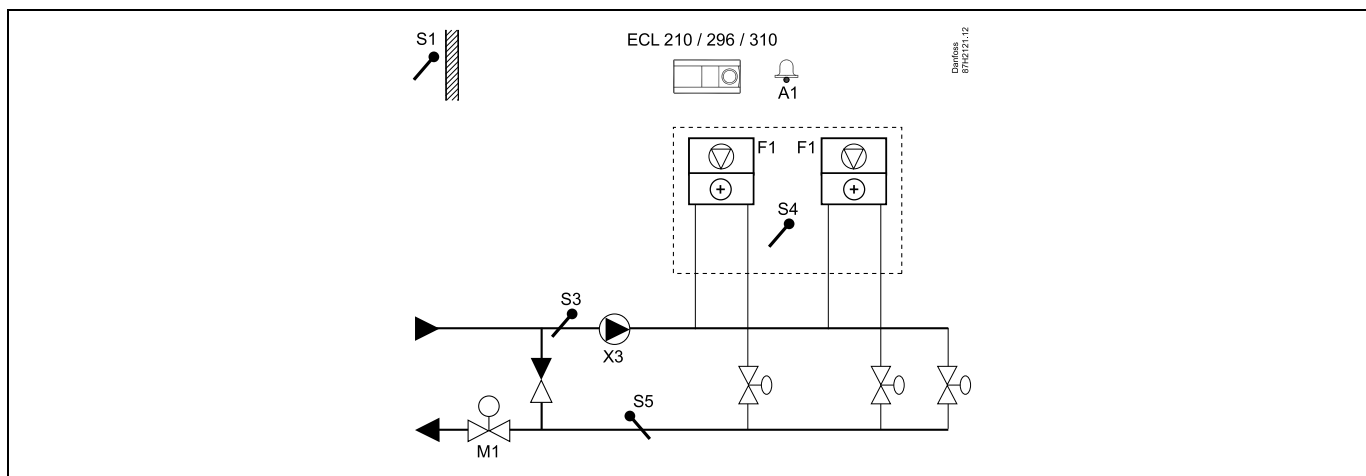 S1
ECL 210 / 296 / 310
Danfoss
87H2121.12
A1
F1
F1
S4
S3
X3
S5
M1